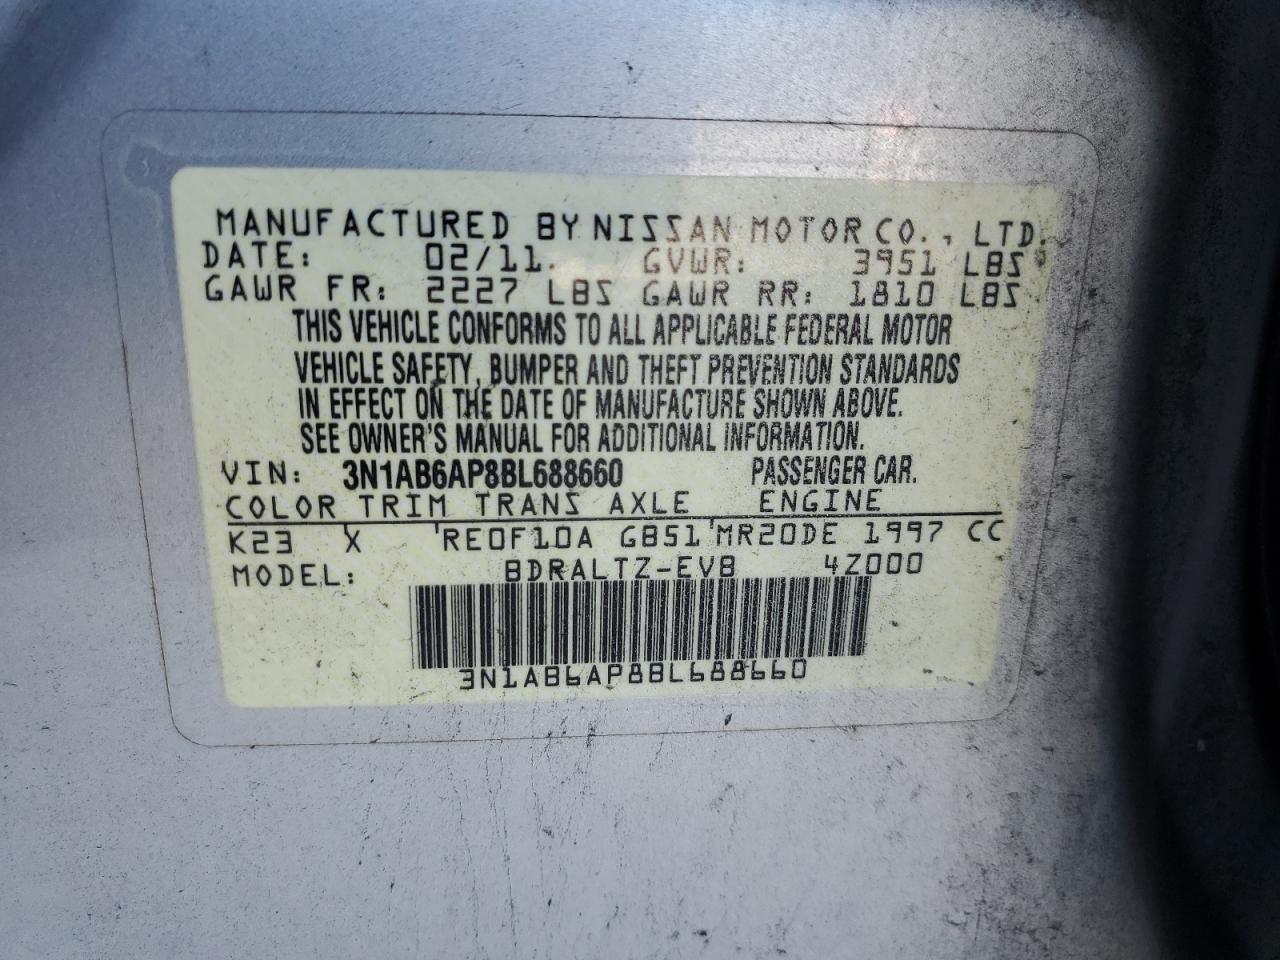 MANUFACTURED BY NISSAN MOTOR CO., LTD.
DATE: 02/11. GVWR: 3951 LBS
GAWR FR: 2227 LBS GAWR RR: 1810 LBS
THIS VEHICLE CONFORMS TO ALL APPLICABLE FEDERAL MOTOR
VEHICLE SAFETY, BUMPER AND THEFT PREVENTION STANDARDS
IN EFFECT ON THE DATE OF MANUFACTURE SHOWN ABOVE.
SEE OWNER'S MANUAL FOR ADDITIONAL INFORMATION.
VIN: 3N1AB6AP8BL688660 PASSENGER CAR.
COLOR TRIM TRANS AXLE ENGINE
K23 X RE0F10A GB51 MR20DE 1997 CC
MODEL: BDRALTZ-EVB 4Z000
3N1AB6AP8BL688660